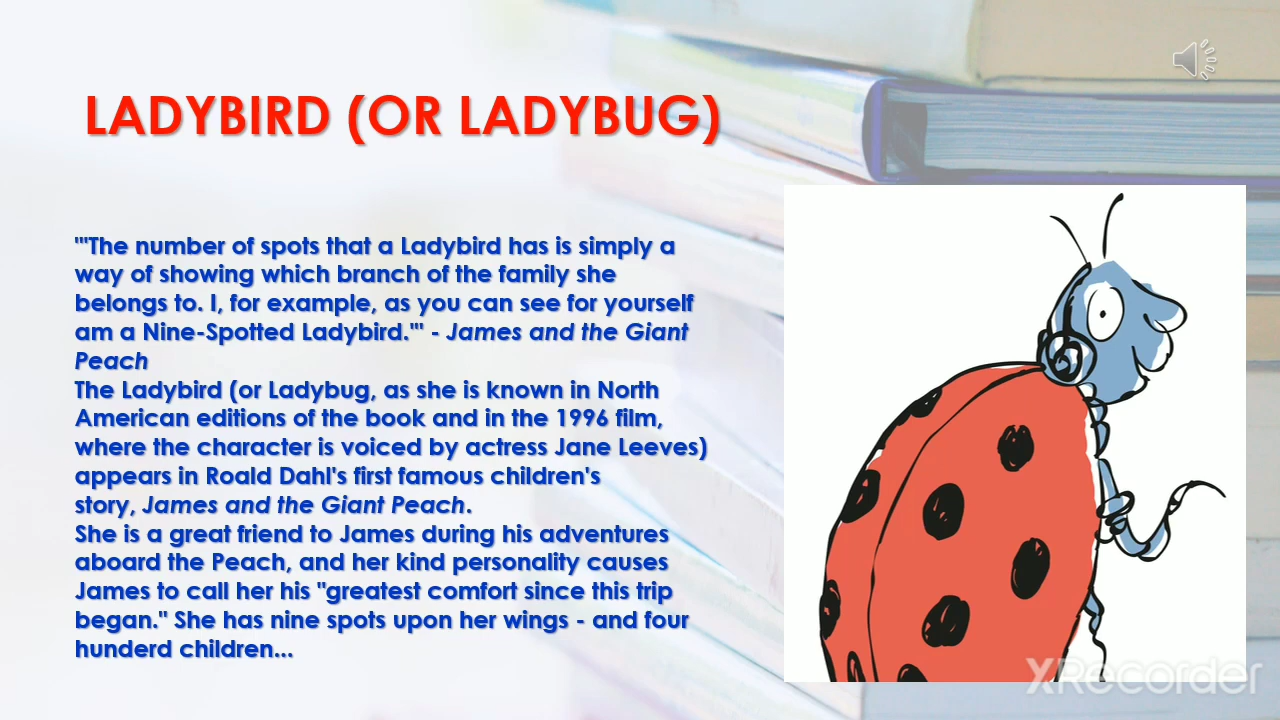 LADYBIRD (OR LADYBUG)
"'The number of spots that a Ladybird has is simply a
way of showing which branch of the family she
belongs to. I, for example, as you can see for yourself
am a Nine-Spotted Ladybird.'" - James and the Giant
Peach
The Ladybird (or Ladybug, as she is known in North
American editions of the book and in the 1996 film,
where the character is voiced by actress Jane Leeves)
appears in Roald Dahl's first famous children's
story, James and the Giant Peach.
She is a great friend to James during his adventures
aboard the Peach, and her kind personality causes
James to call her his "greatest comfort since this trip
began." She has nine spots upon her wings - and four
hunderd children...
XRecorder